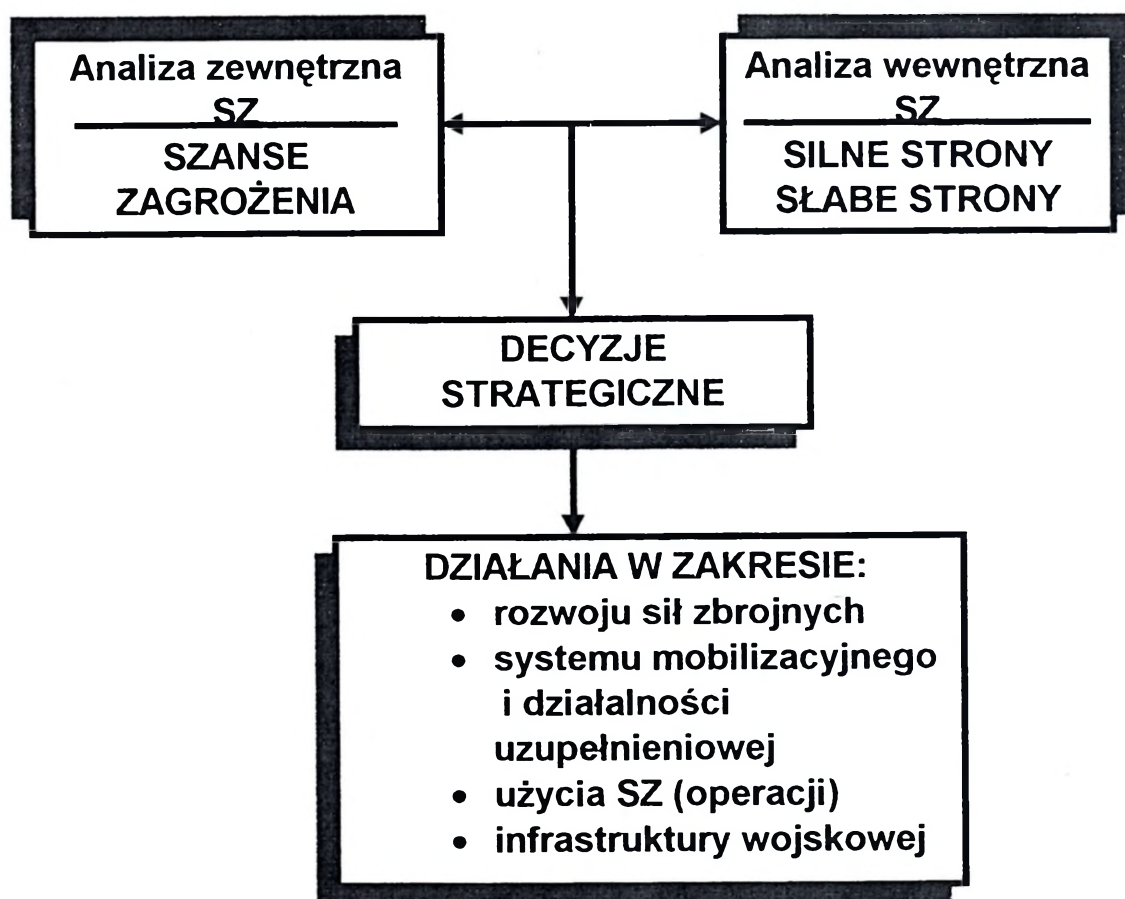 Analiza zewnętrzna
SZ
SZANSE
ZAGROŻENIA
Analiza wewnętrzna
SZ
SILNE STRONY
SŁABE STRONY
DECYZJE
STRATEGICZNE
DZIAŁANIA W ZAKRESIE:
• rozwoju sił zbrojnych
• systemu mobilizacyjnego
i działalności
uzupełnieniowej
• użycia SZ (operacji)
• infrastruktury wojskowej